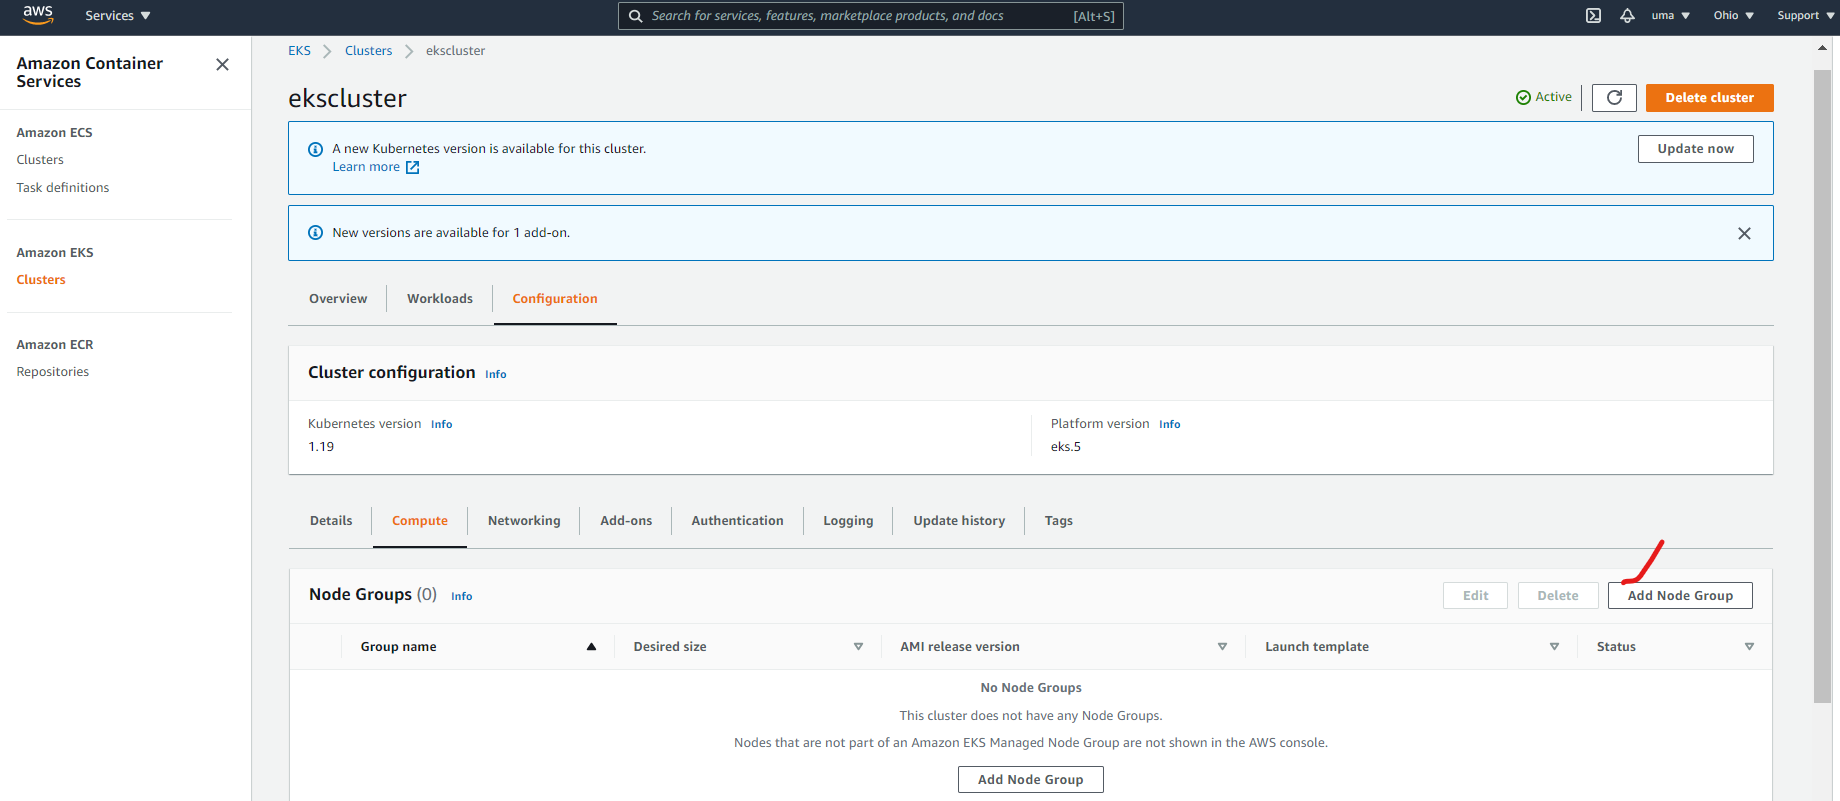 aws
Services
Search for services, features, marketplace products, and docs [Alt+S]
uma
Ohio
Support
Amazon Container
Services
Amazon ECS
Clusters
Task definitions
Amazon EKS
Clusters
Amazon ECR
Repositories
EKS Clusters ekscluster
ekscluster
Active
Delete cluster
A new Kubernetes version is available for this cluster.
Learn more
Update now
New versions are available for 1 add-on.
Overview Workloads Configuration
Cluster configuration Info
Kubernetes version Info
1.19
Platform version Info
eks.5
Details Compute Networking Add-ons Authentication Logging Update history Tags
Node Groups (0) Info
Edit Delete Add Node Group
Group name Desired size AMI release version Launch template Status
No Node Groups
This cluster does not have any Node Groups.
Nodes that are not part of an Amazon EKS Managed Node Group are not shown in the AWS console.
Add Node Group